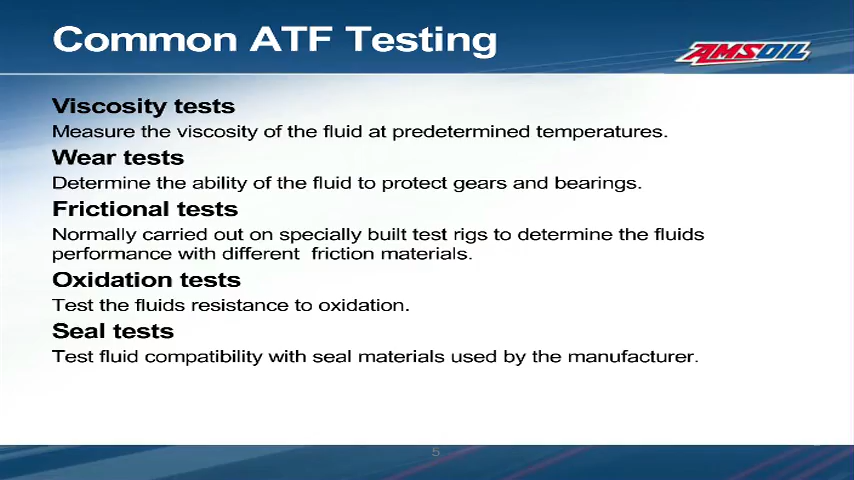 Common ATF Testing
AMSOIL
Viscosity tests
Measure the viscosity of the fluid at predetermined temperatures.
Wear tests
Determine the ability of the fluid to protect gears and bearings.
Frictional tests
Normally carried out on specially built test rigs to determine the fluids
performance with different friction materials.
Oxidation tests
Test the fluids resistance to oxidation.
Seal tests
Test fluid compatibility with seal materials used by the manufacturer.
5